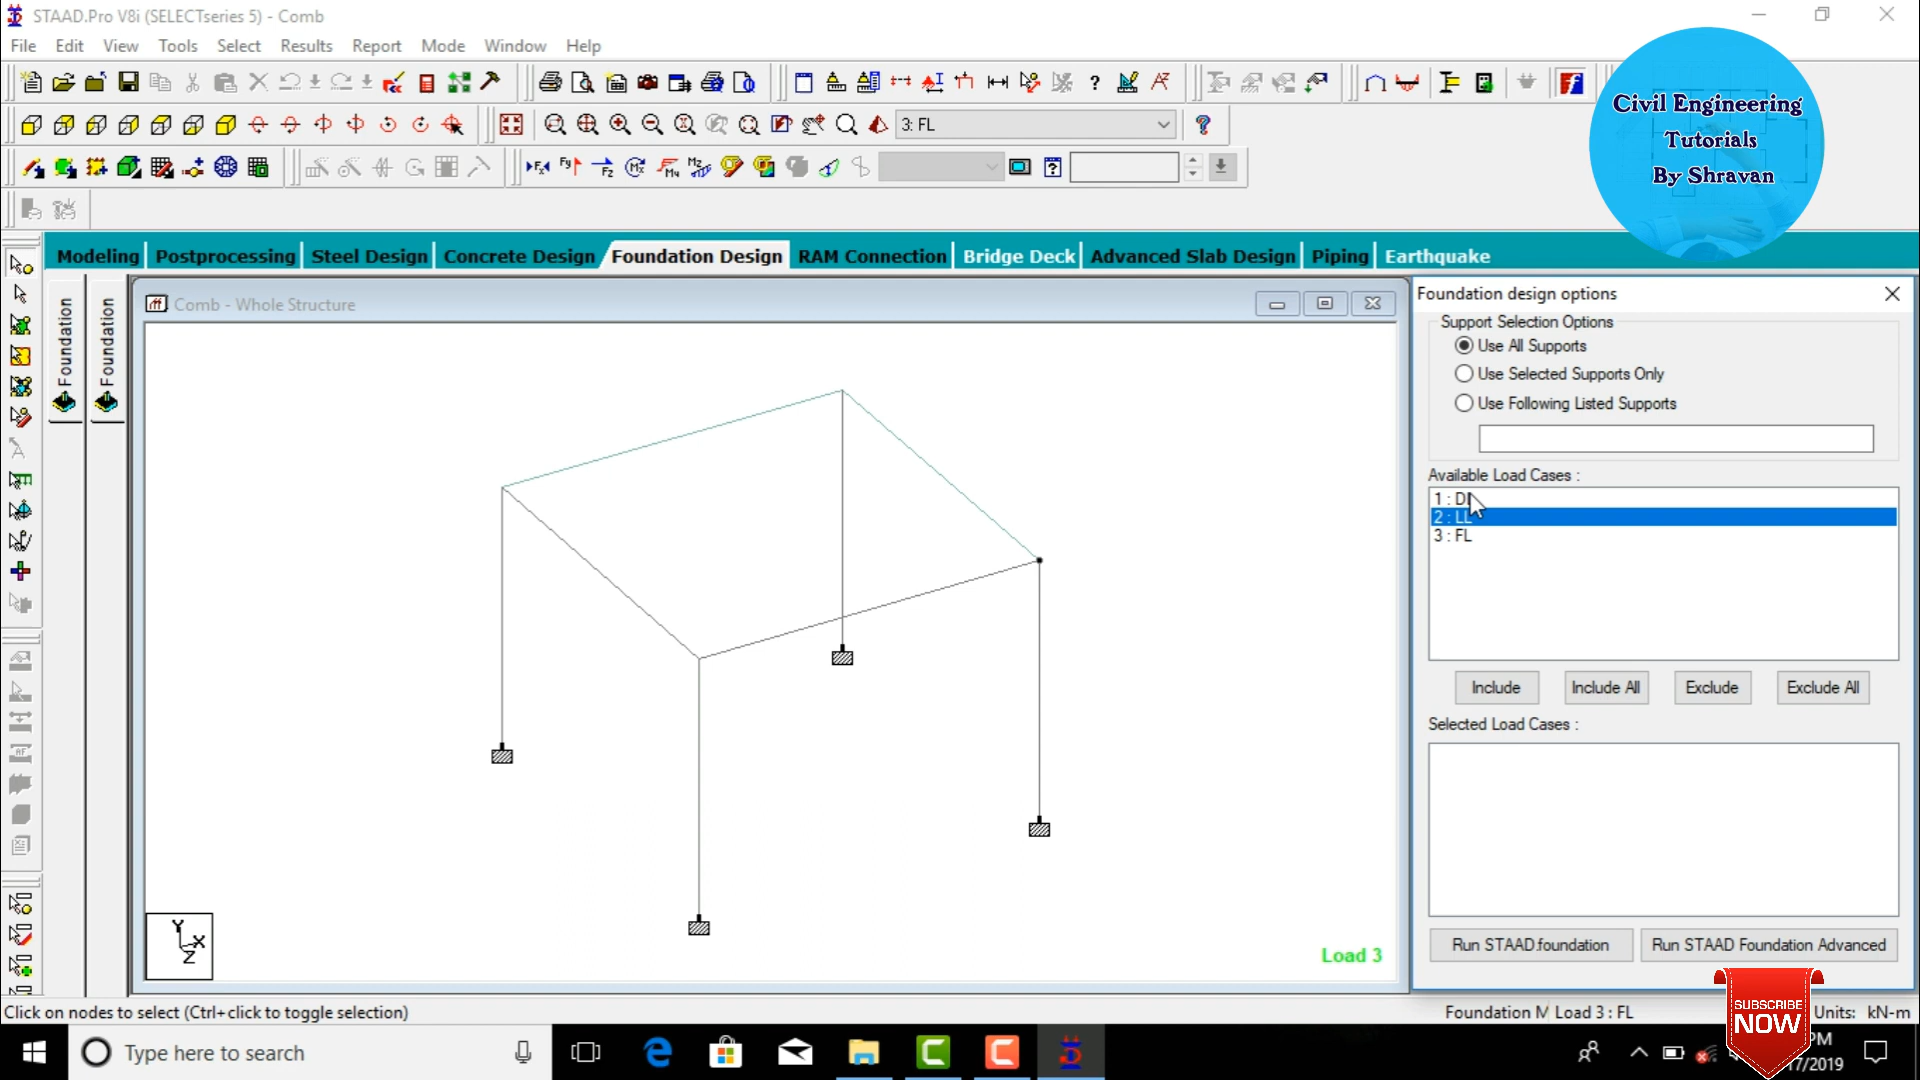 STAAD.Pro V8i (SELECTseries 5) - Comb
File Edit View Tools Select Results Report Mode Window Help
3: FL
Civil Engineering
Tutorials
By Shravan
Modeling Postprocessing Steel Design Concrete Design Foundation Design RAM Connection Bridge Deck Advanced Slab Design Piping Earthquake
Foundation
Foundation
Comb - Whole Structure
Foundation design options
Support Selection Options
Use All Supports
Use Selected Supports Only
Use Following Listed Supports
Available Load Cases :
2 : LL
3 : FL
Include Include All Exclude Exclude All
Selected Load Cases :
Run STAAD.foundation Run STAAD Foundation Advanced
Y
X
Z
Load 3
Click on nodes to select (Ctrl+click to toggle selection)
Foundation M Load 3 : FL Units: kN-m
SUBSCRIBE
NOW
Type here to search
PM
17/2019